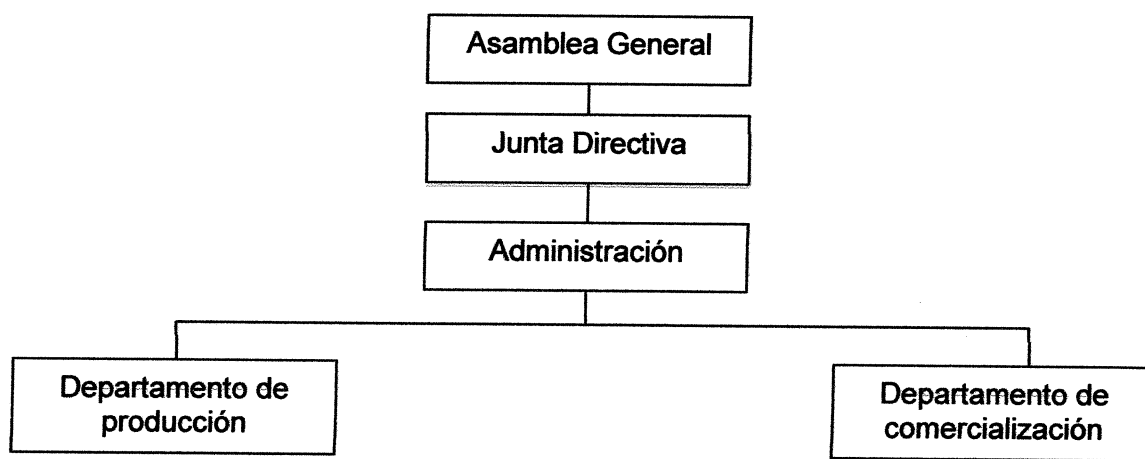 Asamblea General
Junta Directiva
Administración
Departamento de
producción
Departamento de
comercialización